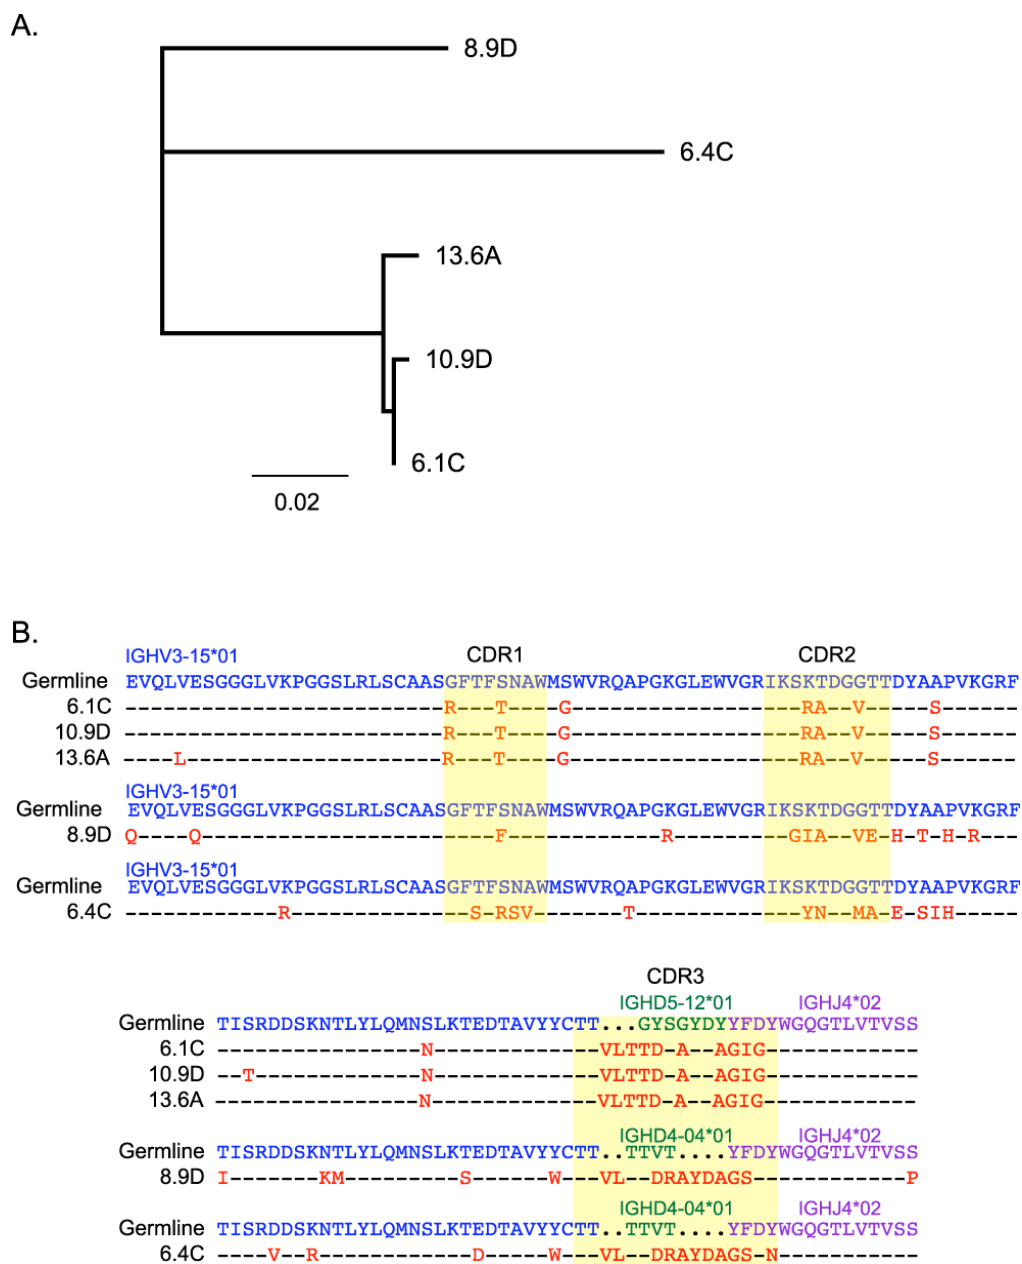 A.
8.9D
6.4C
13.6A
10.9D
6.1C
0.02
B.
IGHV3-15*01 CDR1 CDR2
Germline EVQLVESGGGLVKPGGSLRLSCAASGFTFSNAWMSWVRQAPGKGLEWVGRIKSKTDGGTTDYAAPVKGRF
6.1C -------------------------R---T----G------------------RA--V-----S------
10.9D -------------------------R---T----G------------------RA--V-----S------
13.6A ----L--------------------R---T----G------------------RA--V-----S------
IGHV3-15*01
Germline EVQLVESGGGLVKPGGSLRLSCAASGFTFSNAWMSWVRQAPGKGLEWVGRIKSKTDGGTTDYAAPVKGRF
8.9D Q----Q-----------------------F------------R---------GIA--VE-H-T-H-R---
IGHV3-15*01
Germline EVQLVESGGGLVKPGGSLRLSCAASGFTFSNAWMSWVRQAPGKGLEWVGRIKSKTDGGTTDYAAPVKGRF
6.4C ------------R--------------S-RSV-------T-------------YN--MA-E-SIH-----
CDR3
IGHD5-12*01 IGHJ4*02
Germline TISRDDSKNTLYLQMNSLKTEDTAVYYCTT...GYSGYDYYFDYWGQGTLVTVSS
6.1C ----------------N-------------VLTTD-A--AGIG------------
10.9D --T-------------N-------------VLTTD-A--AGIG------------
13.6A ----------------N-------------VLTTD-A--AGIG------------
IGHD4-04*01 IGHJ4*02
Germline TISRDDSKNTLYLQMNSLKTEDTAVYYCTT..TTVT....YFDYWGQGTLVTVSS
8.9D I-------KM---------S------W---VL--DRAYDAGS------------P
IGHD4-04*01 IGHJ4*02
Germline TISRDDSKNTLYLQMNSLKTEDTAVYYCTT..TTVT....YFDYWGQGTLVTVSS
6.4C ----V--R------------D-----W---VL--DRAYDAGS-N-----------